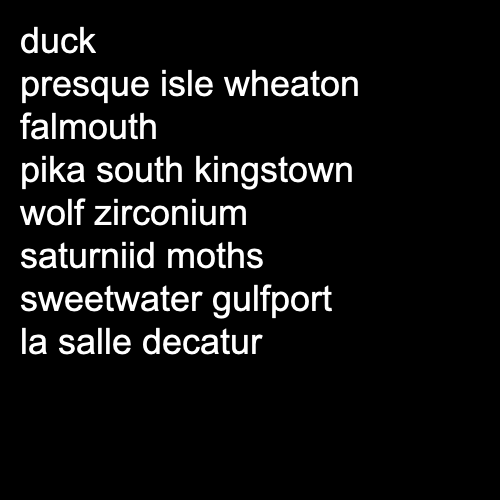 duck
presque isle wheaton
falmouth
pika south kingstown
wolf zirconium
saturniid moths
sweetwater gulfport
la salle decatur